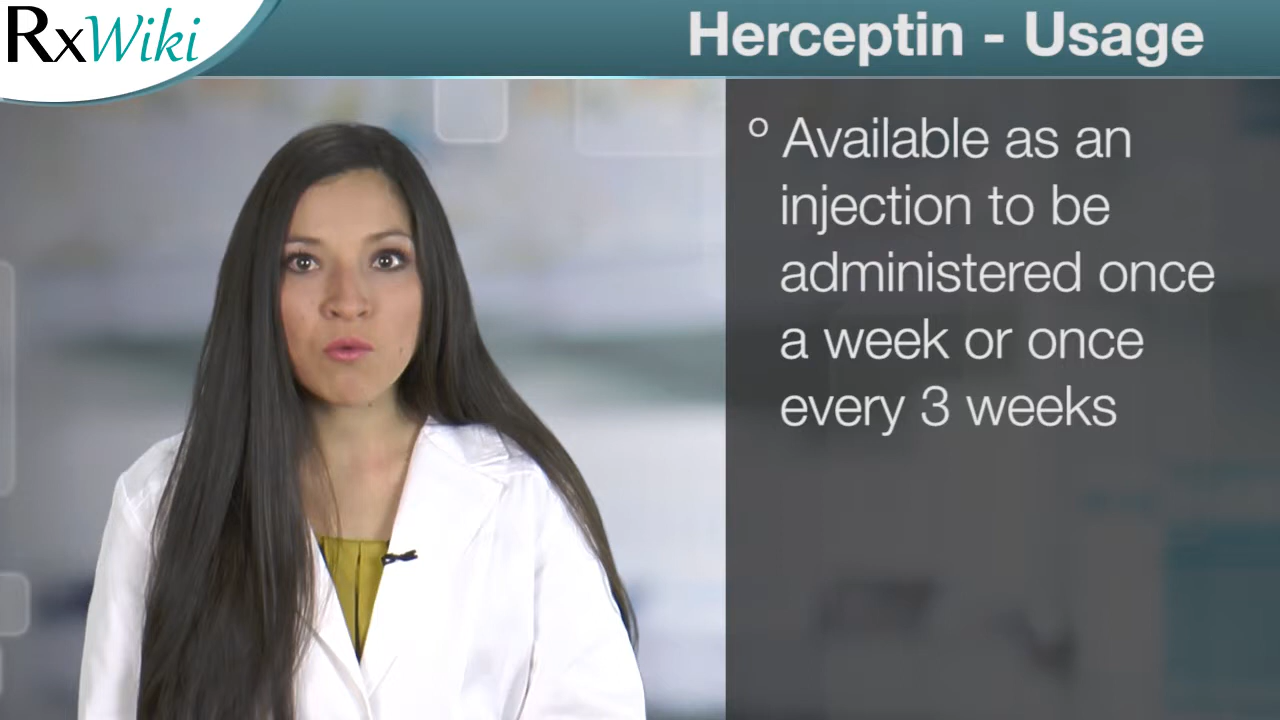 RxWiki
Herceptin - Usage
º Available as an
injection to be
administered once
a week or once
every 3 weeks